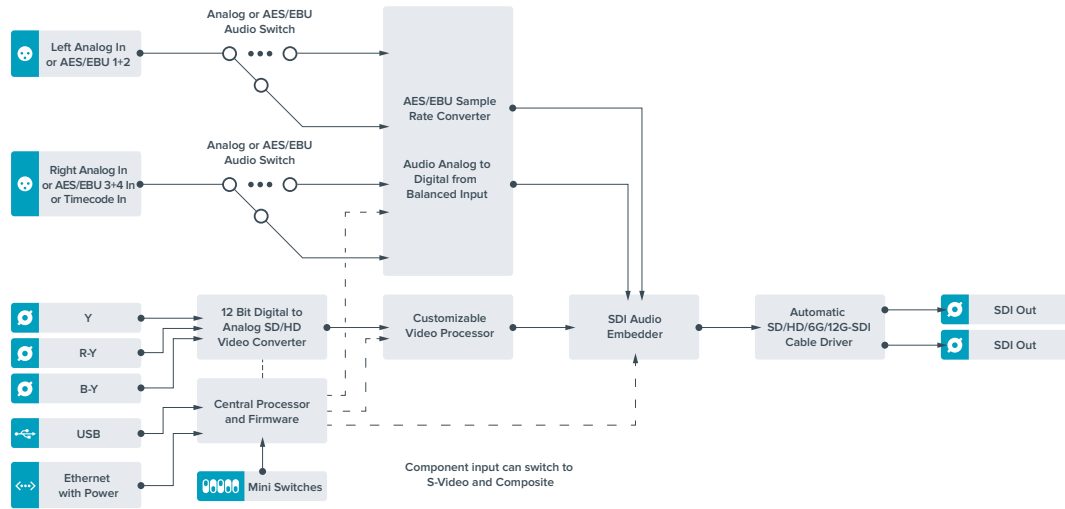 Analog or AES/EBU
Audio Switch
Left Analog In
or AES/EBU 1+2
AES/EBU Sample
Rate Converter
Analog or AES/EBU
Audio Switch
Right Analog In
or AES/EBU 3+4 In
or Timecode In
Audio Analog to
Digital from
Balanced Input
Y
R-Y
B-Y
USB
Ethernet
with Power
12 Bit Digital to
Analog SD/HD
Video Converter
Central Processor
and Firmware
Mini Switches
Customizable
Video Processor
SDI Audio
Embedder
Automatic
SD/HD/6G/12G-SDI
Cable Driver
SDI Out
SDI Out
Component input can switch to
S-Video and Composite